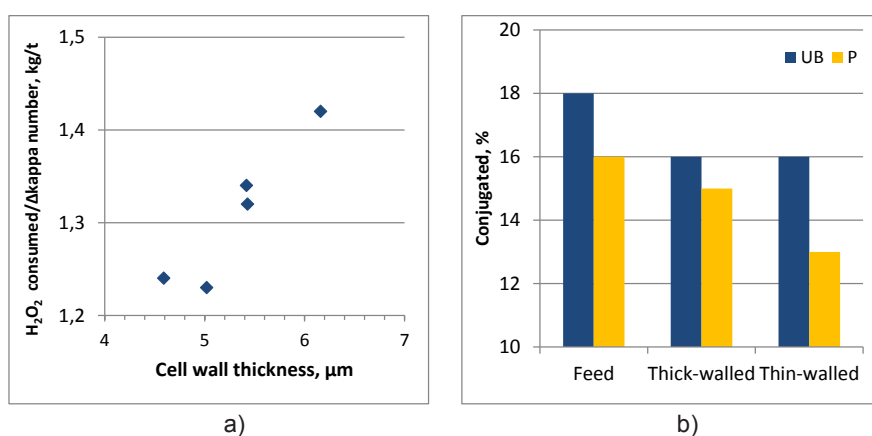 H₂O₂ consumed/Δkappa number, kg/t
1,5
1,4
1,3
1,2
4 5 6 7
Cell wall thickness, µm
a)
Conjugated, %
20
18
16
14
12
10
UB P
Feed Thick-walled Thin-walled
b)